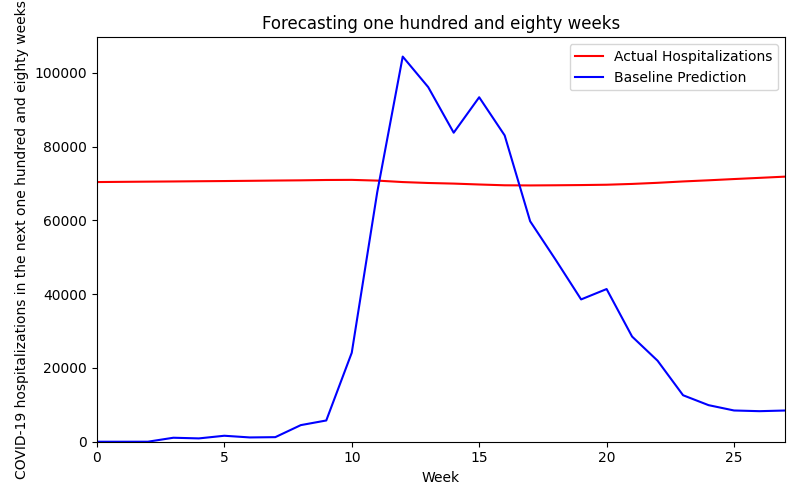 Forecasting one hundred and eighty weeks
COVID-19 hospitalizations in the next one hundred and eighty weeks
100000
80000
60000
40000
20000
0
Actual Hospitalizations
Baseline Prediction
0 5 10 15 20 25
Week